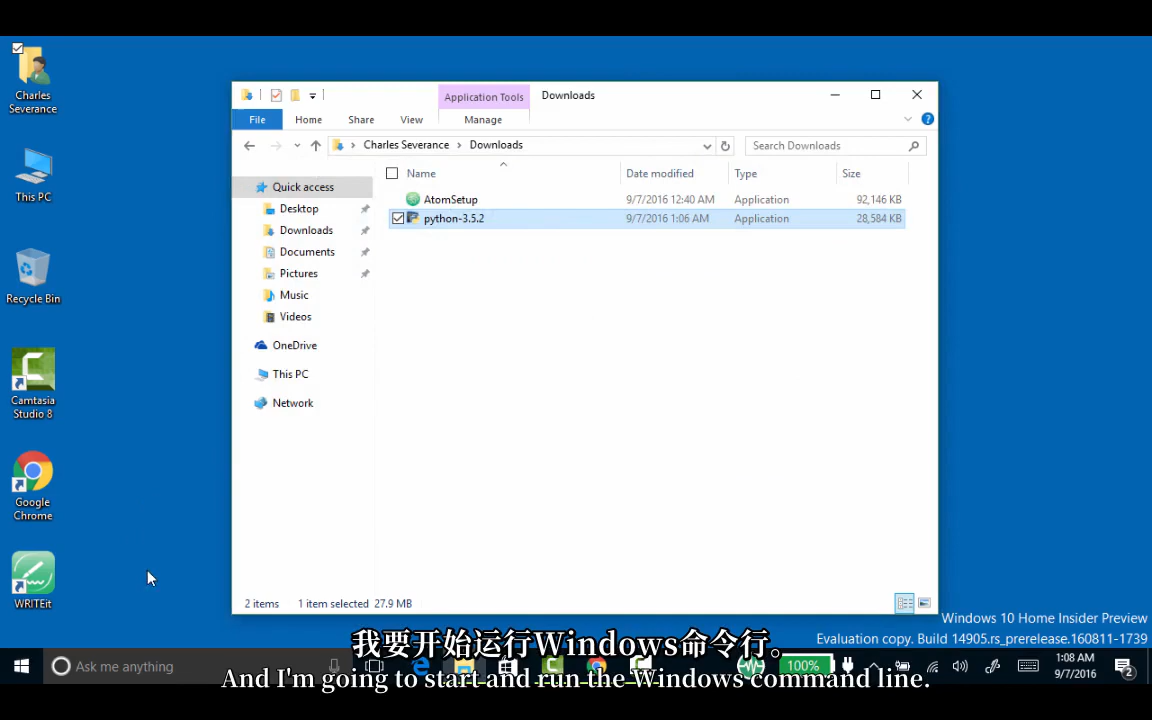 Charles
Severance
This PC
Recycle Bin
Camtasia
Studio 8
Google
Chrome
WRITEit
Application Tools
Downloads
File
Home
Share
View
Manage
Charles Severance
Downloads
Search Downloads
Name
Date modified
Type
Size
Quick access
Desktop
Downloads
Documents
Pictures
Music
Videos
OneDrive
This PC
Network
AtomSetup 9/7/2016 12:40 AM Application 92,146 KB
python-3.5.2 9/7/2016 1:06 AM Application 28,584 KB
2 items 1 item selected 27.9 MB
Windows 10 Home Insider Preview
Evaluation copy. Build 14905.rs_prerelease.160811-1739
我要开始运行Windows命令行。
And I'm going to start and run the Windows command line.
Ask me anything
100%
1:08 AM
9/7/2016
2